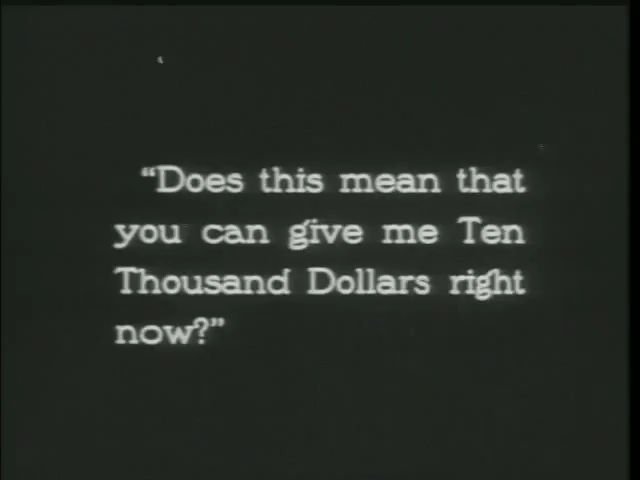 “Does this mean that
you can give me Ten
Thousand Dollars right
now?”